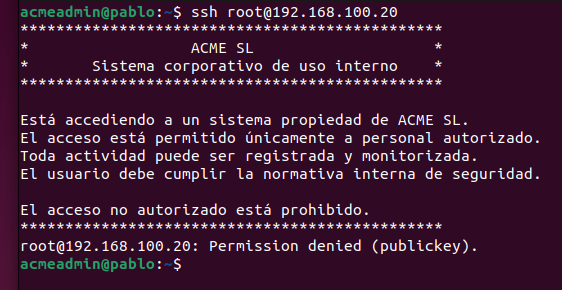 acmeadmin@pablo:~$ ssh root@192.168.100.20
***********************************************
*                  ACME SL                    *
*       Sistema corporativo de uso interno    *
***********************************************
Está accediendo a un sistema propiedad de ACME SL.
El acceso está permitido únicamente a personal autorizado.
Toda actividad puede ser registrada y monitorizada.
El usuario debe cumplir la normativa interna de seguridad.
El acceso no autorizado está prohibido.
***********************************************
root@192.168.100.20: Permission denied (publickey).
acmeadmin@pablo:~$